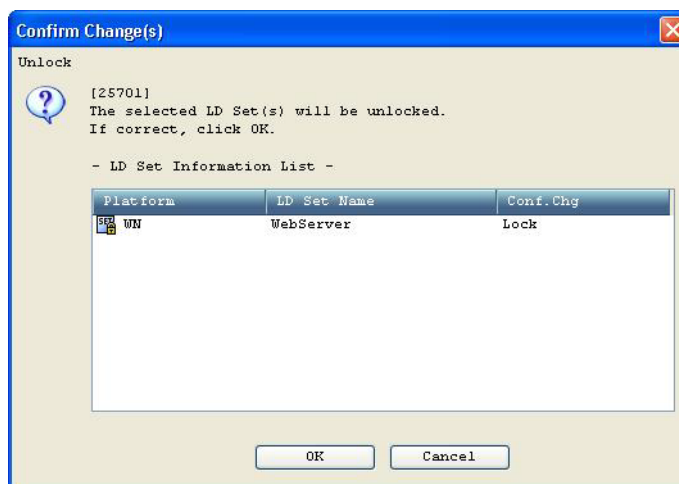 Confirm Change(s)
Unlock
[25701]
The selected LD Set(s) will be unlocked.
If correct, click OK.
- LD Set Information List -
Platform LD Set Name Conf.Chg
SET WN WebServer Lock
OK Cancel